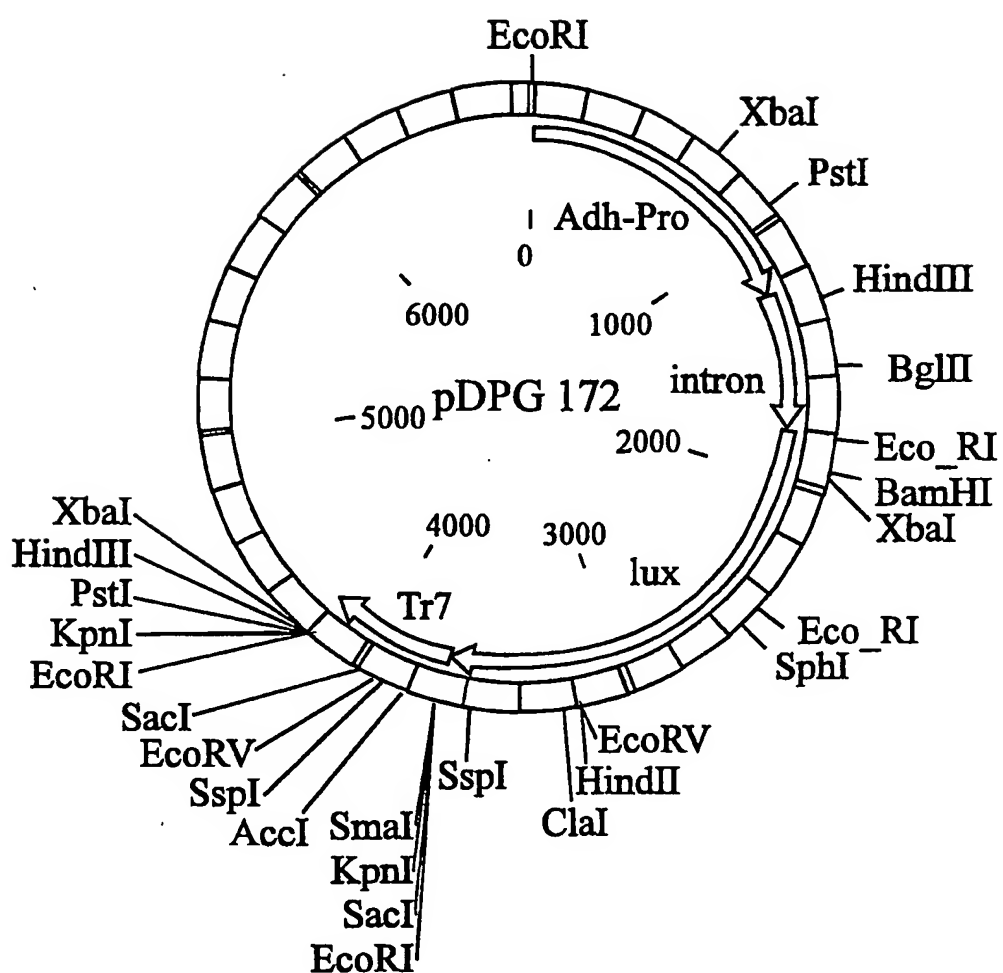 EcoRI
XbaI
PstI
Adh-Pro
0
HindIII
6000
1000
intron
BglII
pDPG 172
5000
2000
Eco_RI
BamHI
XbaI
XbaI
HindIII
PstI
KpnI
EcoRI
4000
3000
lux
Tr7
Eco_RI
SphI
SacI
EcoRV
SspI
AccI
SspI
EcoRV
HindII
ClaI
SmaI
KpnI
SacI
EcoRI